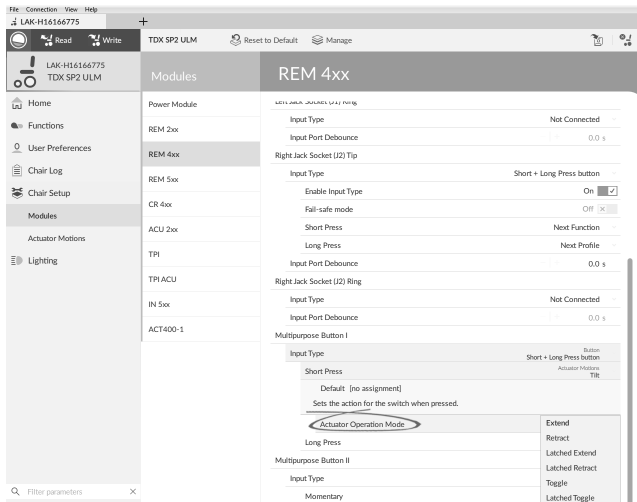 File Connection View Help
LAK-H16166775
Read Write TDX SP2 ULM Reset to Default Manage
LAK-H16166775
TDX SP2 ULM
Modules
REM 4xx
Home
Functions
User Preferences
Chair Log
Chair Setup
Modules
Actuator Motions
Lighting
Filter parameters
Power Module
REM 2xx
REM 4xx
REM 5xx
CR 4xx
ACU 2xx
TPI
TPI ACU
IN 5xx
ACT400-1
Left Jack Socket (J1) Ring
Input Type Not Connected
Input Port Debounce 0.0 s
Right Jack Socket (J2) Tip
Input Type Short + Long Press button
Enable Input Type On
Fail-safe mode Off
Short Press Next Function
Long Press Next Profile
Input Port Debounce 0.0 s
Right Jack Socket (J2) Ring
Input Type Not Connected
Input Port Debounce 0.0 s
Multipurpose Button I
Input Type Button
Short + Long Press button
Short Press Actuator Motions
Tilt
Default [no assignment]
Sets the action for the switch when pressed.
Actuator Operation Mode
Long Press
Multipurpose Button II
Input Type
Momentary
Extend
Retract
Latched Extend
Latched Retract
Toggle
Latched Toggle